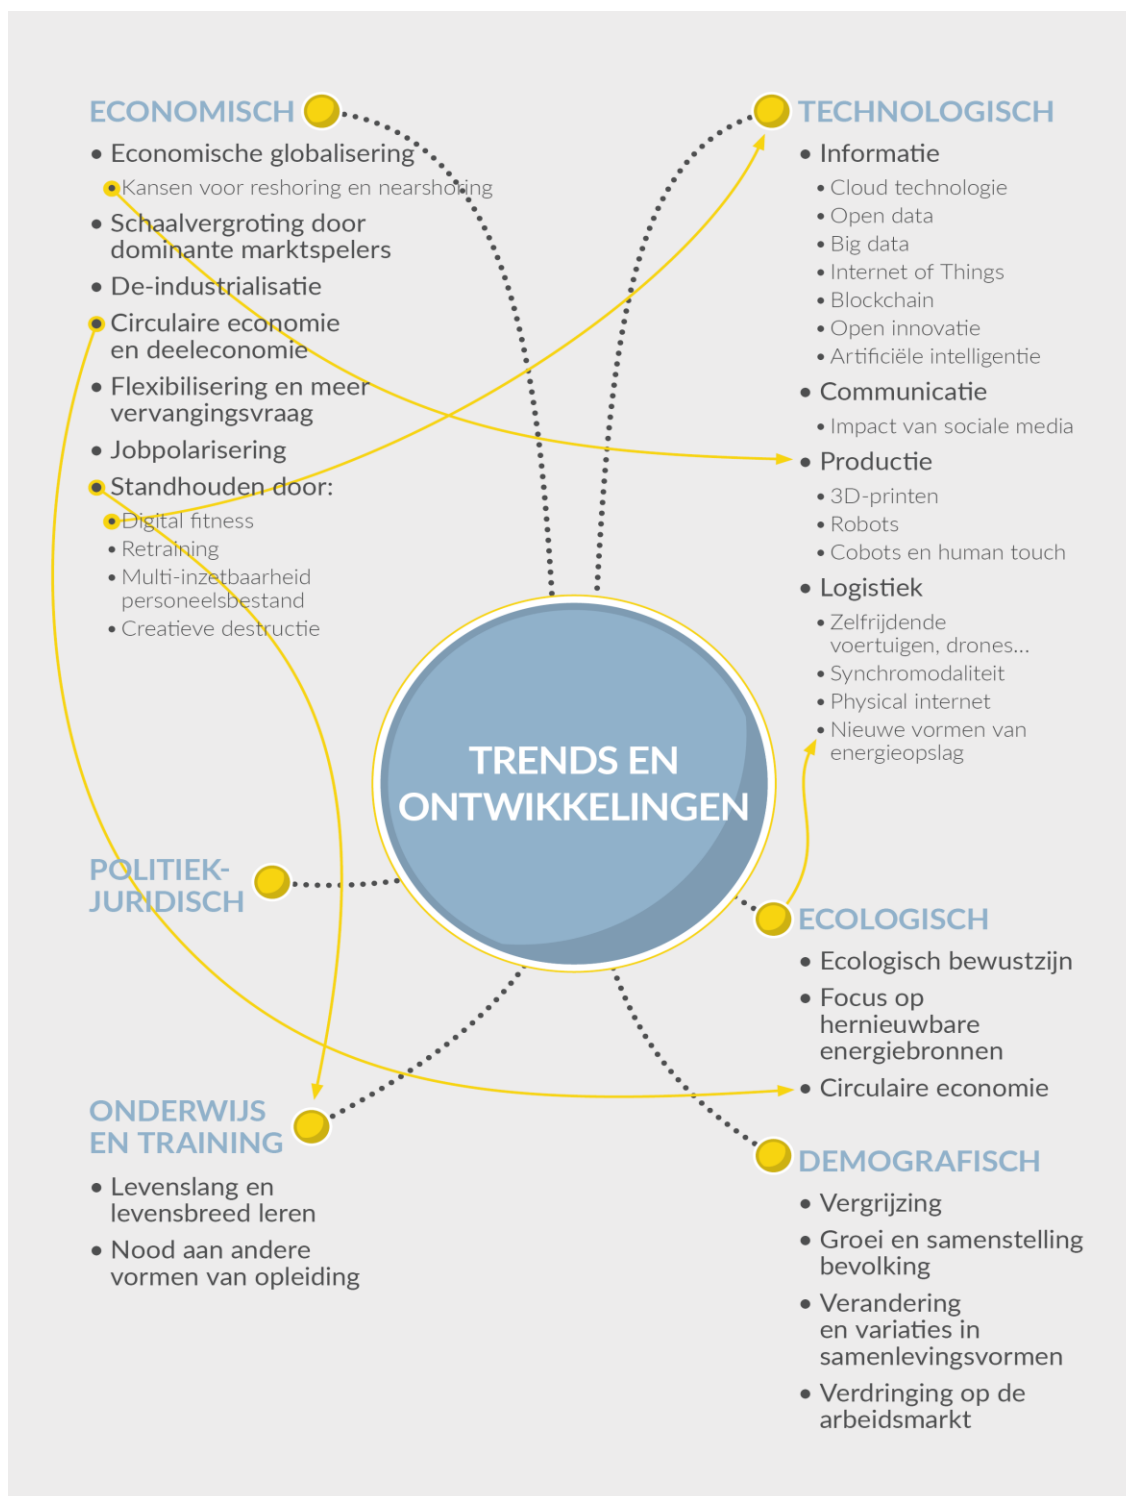 ECONOMISCH
• Economische globalisering
• Kansen voor reshoring en nearshoring
• Schaalvergroting door
dominante marktspelers
• De-industrialisatie
• Circulaire economie
en deeleconomie
• Flexibilisering en meer
vervangingsvraag
• Jobpolarisering
• Standhouden door:
• Digital fitness
• Retraining
• Multi-inzetbaarheid
personeelsbestand
• Creatieve destructie
TECHNOLOGISCH
• Informatie
• Cloud technologie
• Open data
• Big data
• Internet of Things
• Blockchain
• Open innovatie
• Artificiële intelligentie
• Communicatie
• Impact van sociale media
• Productie
• 3D-printen
• Robots
• Cobots en human touch
• Logistiek
• Zelfrijdende
voertuigen, drones...
• Synchromodaliteit
• Physical internet
• Nieuwe vormen van
energieopslag
TRENDS EN
ONTWIKKELINGEN
POLITIEK-
JURIDISCH
ECOLOGISCH
• Ecologisch bewustzijn
• Focus op
hernieuwbare
energiebronnen
• Circulaire economie
ONDERWIJS
EN TRAINING
• Levenslang en
levensbreed leren
• Nood aan andere
vormen van opleiding
DEMOGRAFISCH
• Vergrijzing
• Groei en samenstelling
bevolking
• Verandering
en variaties in
samenlevingsvormen
• Verdringing op de
arbeidsmarkt